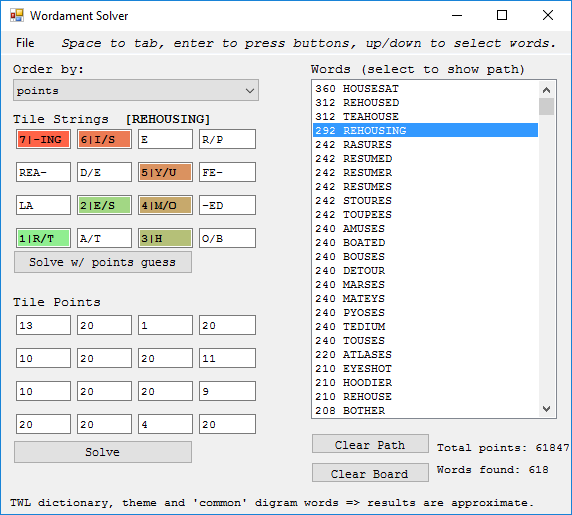 Wordament Solver
File Space to tab, enter to press buttons, up/down to select words.
Order by:
points
Tile Strings [REHOUSING]
7|-ING 6|I/S E R/P
REA- D/E 5|Y/U FE-
LA 2|E/S 4|M/O -ED
1|R/T A/T 3|H O/B
Solve w/ points guess
Tile Points
13 20 1 20
10 20 20 11
10 20 20 9
20 20 4 20
Solve
Words (select to show path)
360 HOUSESAT
312 REHOUSED
312 TEAHOUSE
292 REHOUSING
242 RASURES
242 RESUMED
242 RESUMER
242 RESUMES
242 STOURES
242 TOUPEES
240 AMUSES
240 BOATED
240 BOUSES
240 DETOUR
240 MARSES
240 MATEYS
240 PYOSES
240 TEDIUM
240 TOUSES
220 ATLASES
210 EYESHOT
210 HOODIER
210 REHOUSE
208 BOTHER
Clear Path
Clear Board
Total points: 61847
Words found: 618
TWL dictionary, theme and 'common' digram words => results are approximate.